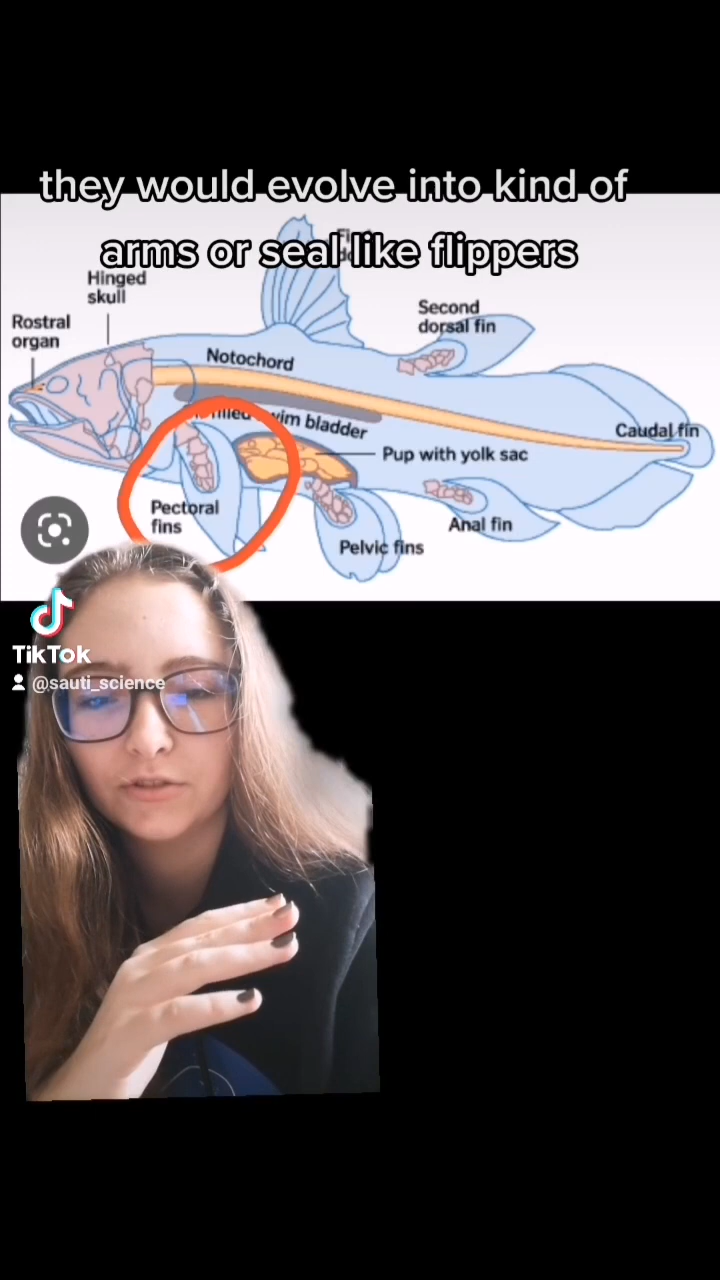 they would evolve into kind of
arms or seal like flippers
Hinged
skull
Rostral
organ
Second
dorsal fin
Notochord
swim bladder
Caudal fin
Pup with yolk sac
Pectoral
fins
Anal fin
Pelvic fins
TikTok
@sauti_science